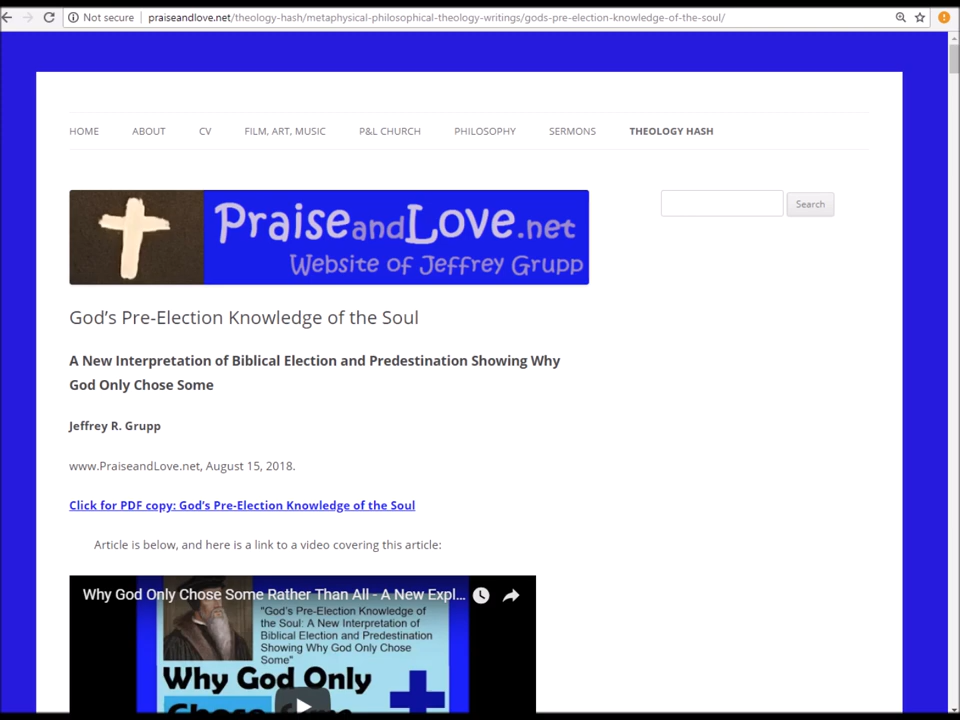 Not secure praiseandlove.net/theology-hash/metaphysical-philosophical-theology-writings/gods-pre-election-knowledge-of-the-soul/
HOME ABOUT CV FILM, ART, MUSIC P&L CHURCH PHILOSOPHY SERMONS THEOLOGY HASH
PraiseandLove.net
Website of Jeffrey Grupp
Search
God's Pre-Election Knowledge of the Soul
A New Interpretation of Biblical Election and Predestination Showing Why
God Only Chose Some
Jeffrey R. Grupp
www.PraiseandLove.net, August 15, 2018.
Click for PDF copy: God's Pre-Election Knowledge of the Soul
Article is below, and here is a link to a video covering this article:
Why God Only Chose Some Rather Than All - A New Expl...
"God's Pre-Election Knowledge of
the Soul: A New Interpretation of
Biblical Election and Predestination
Showing Why God Only Chose
Some"
Why God Only
Chose Some